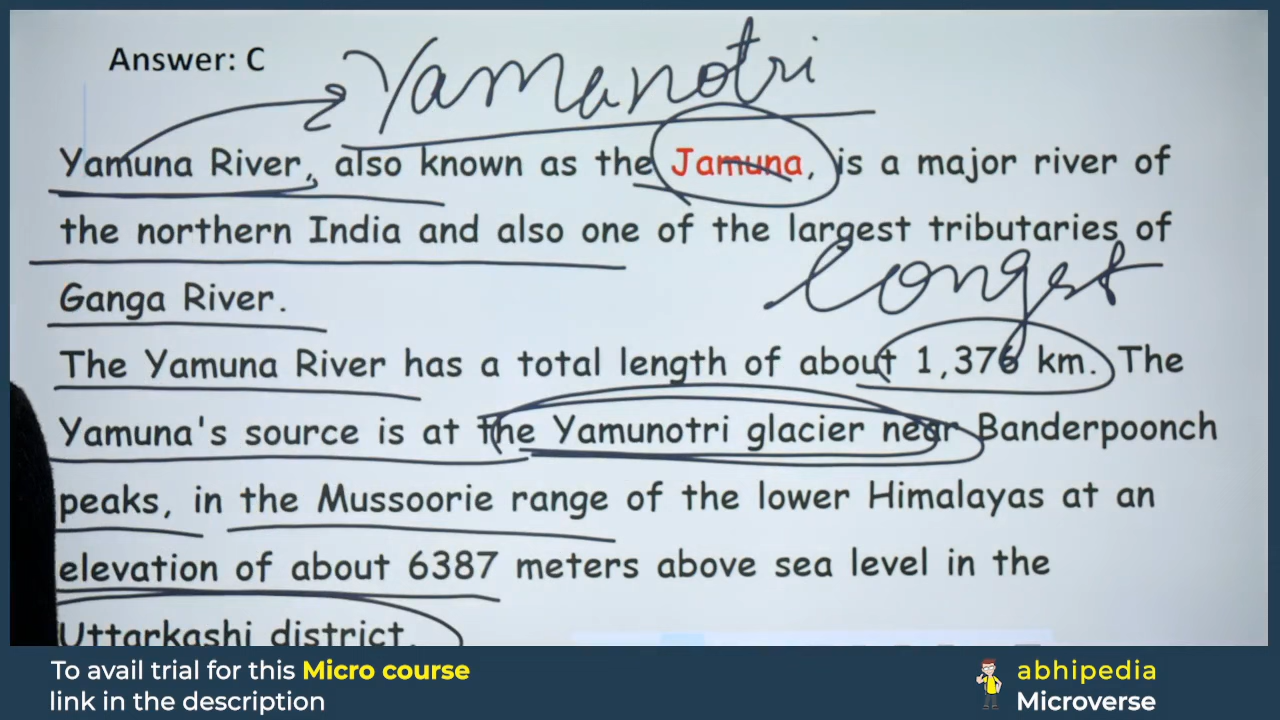 Answer: C
Yamanotri
Yamuna River, also known as the Jamuna, is a major river of
the northern India and also one of the largest tributaries of
longest
Ganga River.
The Yamuna River has a total length of about 1,376 km. The
Yamuna's source is at the Yamunotri glacier near Banderpoonch
peaks, in the Mussoorie range of the lower Himalayas at an
elevation of about 6387 meters above sea level in the
Uttarkashi district.
To avail trial for this Micro course
link in the description
abhipedia
Microverse